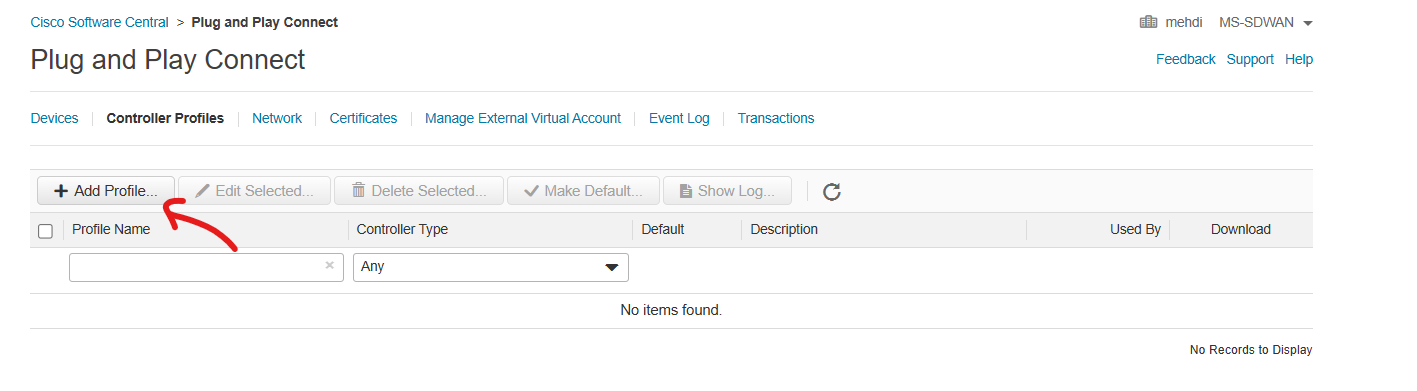 Cisco Software Central > Plug and Play Connect mehdi MS-SDWAN
Plug and Play Connect
Feedback Support Help
Devices Controller Profiles Network Certificates Manage External Virtual Account Event Log Transactions
+ Add Profile... Edit Selected... Delete Selected... Make Default... Show Log...
Profile Name Controller Type Default Description Used By Download
× Any
No items found.
No Records to Display